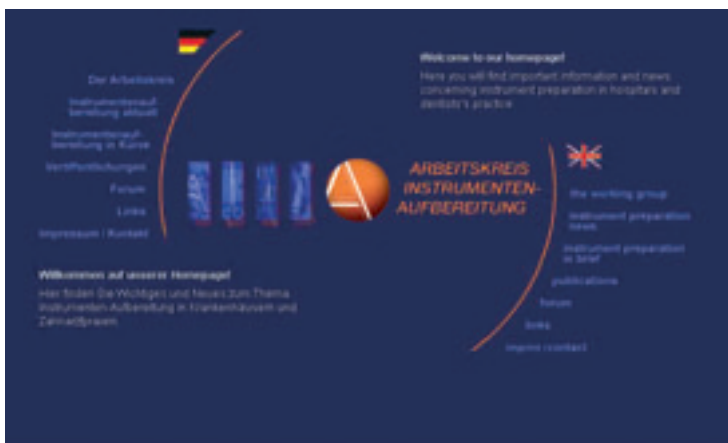 Der Arbeitskreis
Instrumentenauf-
bereitung aktuell
Instrumentenauf-
bereitung in Kürze
Veröffentlichungen
Forum
Links
Impressum / Kontakt
Willkommen auf unserer Homepage!
Hier finden Sie Wichtiges und Neues zum Thema
Instrumenten-Aufbereitung in Krankenhäusern und
Zahnarztpraxen
ARBEITSKREIS
INSTRUMENTEN-
AUFBEREITUNG
Welcome to our homepage!
Here you will find important information and news
concerning instrument preparation in hospitals and
dentists's practice
the working group
instrument preparation
news
instrument preparation
in brief
publications
forum
links
imprint / contact